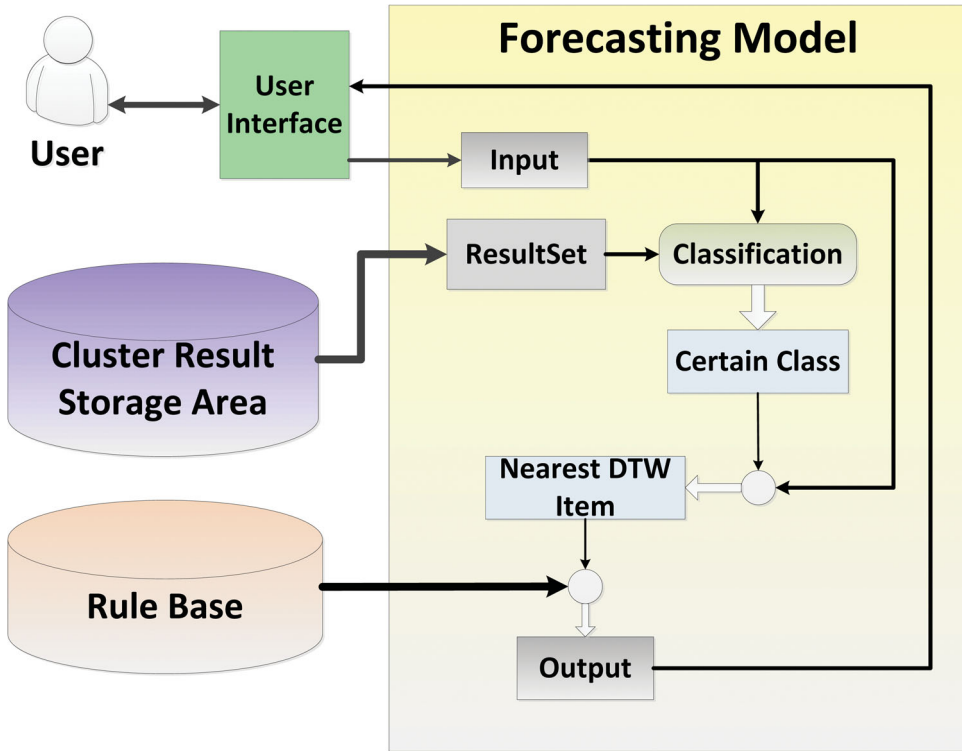 Forecasting Model
User
Interface
User
Input
ResultSet
Classification
Cluster Result
Storage Area
Certain Class
Nearest DTW
Item
Rule Base
Output